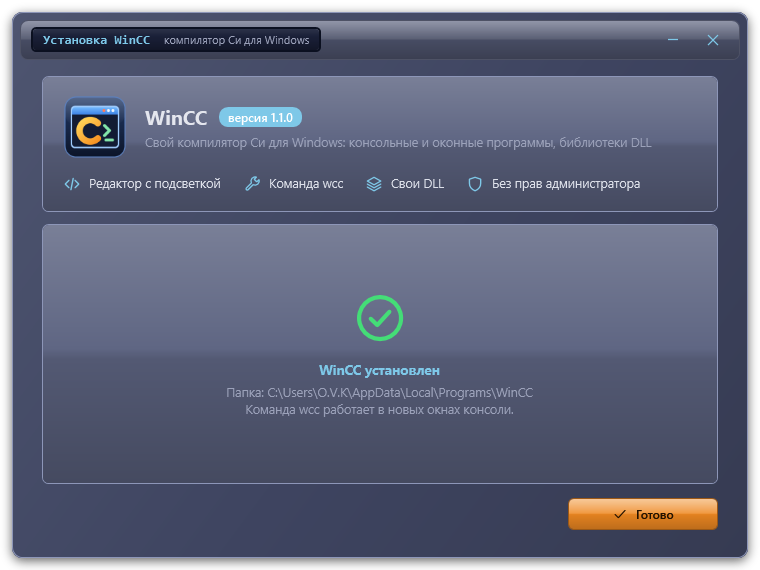 Установка WinCC компилятор Си для Windows
WinCC версия 1.1.0
Свой компилятор Си для Windows: консольные и оконные программы, библиотеки DLL
Редактор с подсветкой Команда wcc Свои DLL Без прав администратора
WinCC установлен
Папка: C:\Users\O.V.K\AppData\Local\Programs\WinCC
Команда wcc работает в новых окнах консоли.
Готово